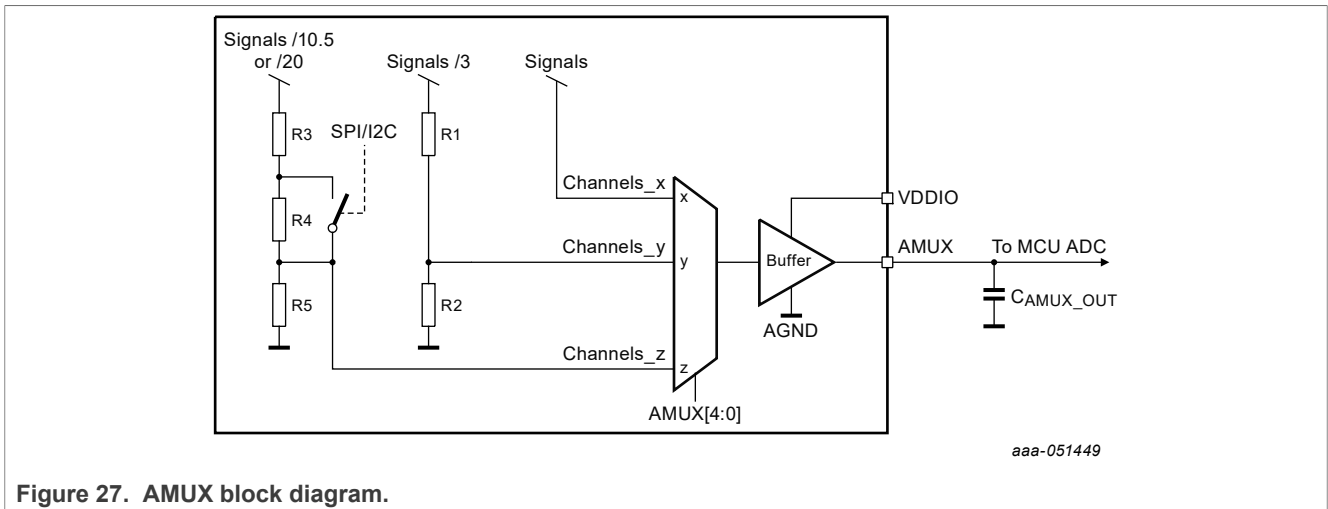 Signals /10.5
or /20
Signals /3
Signals
R3
SPI/I2C
R1
Channels_x
x
VDDIO
R4
Channels_y
y
Buffer
AMUX
To MCU ADC
R5
R2
CAMUX_OUT
AGND
Channels_z
z
AMUX[4:0]
aaa-051449
Figure 27. AMUX block diagram.